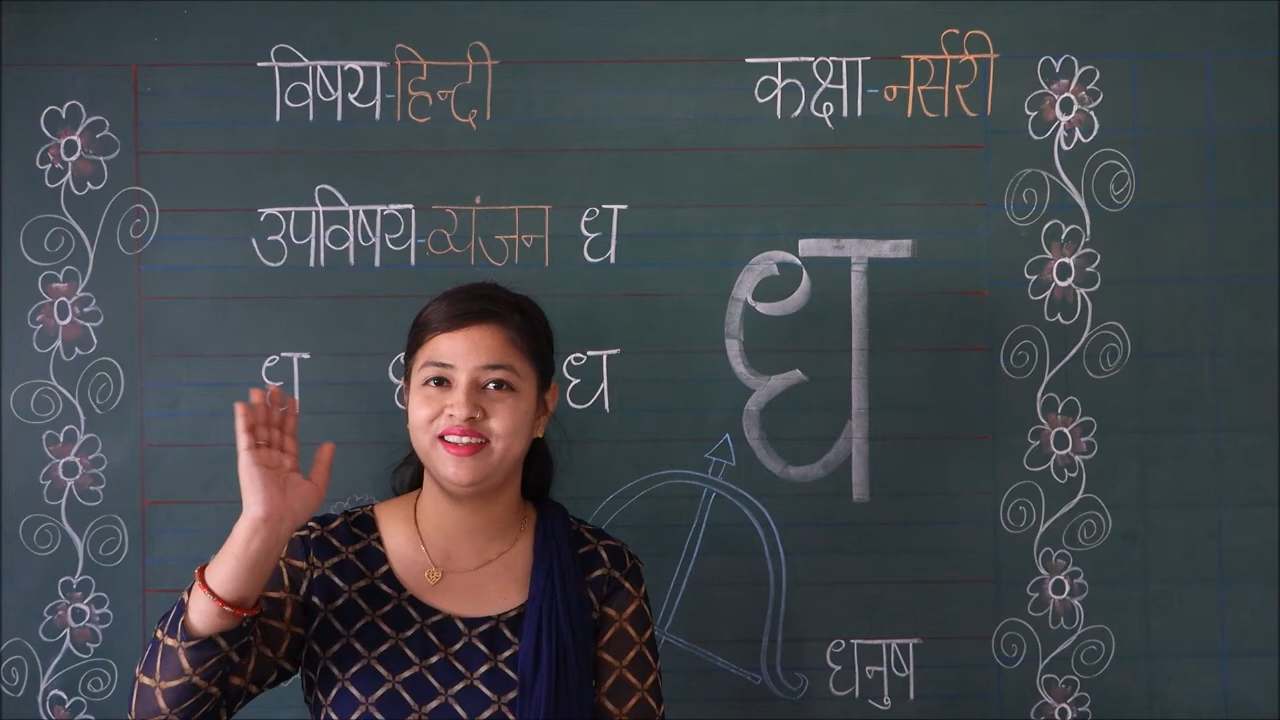 विषय-हिन्दी कक्षा-नर्सरी
उपविषय-व्यंजन ध
ध ध
ध
धनुष